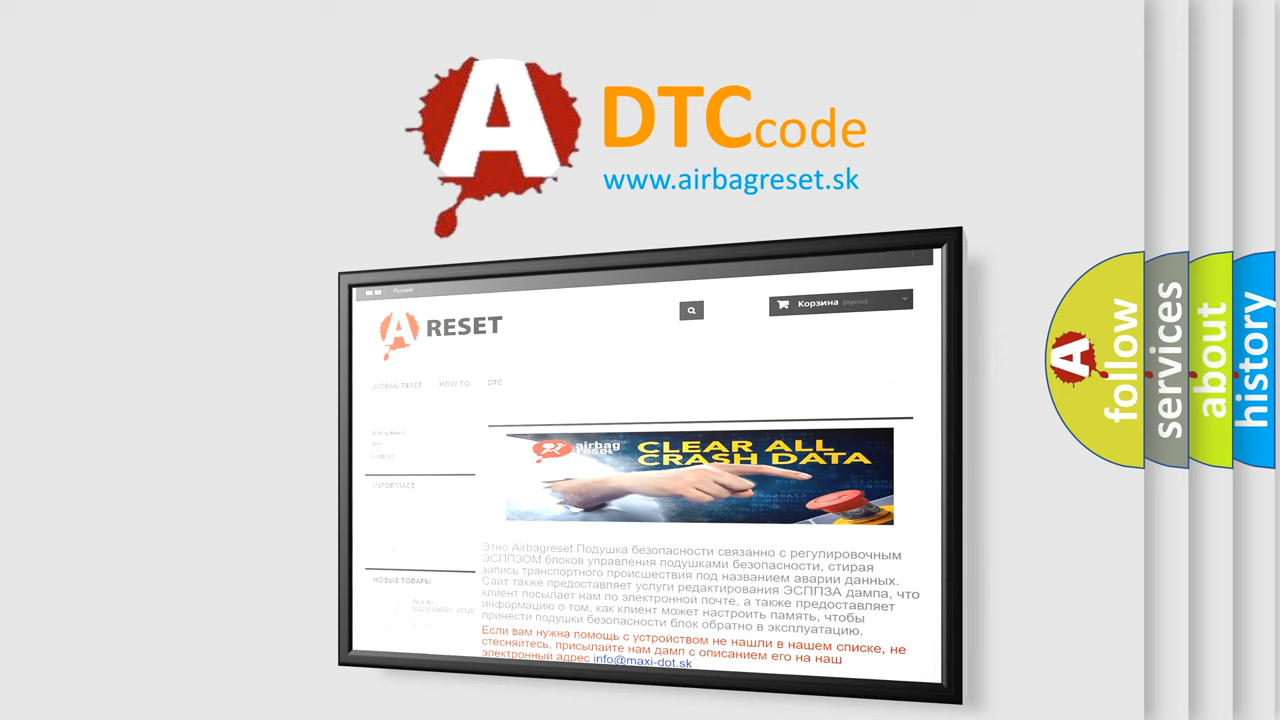 A
DTCcode
www.airbagreset.sk
Русский
Корзина (пусто)
A RESET
AIRBAG RESET HOW TO DTC
airbag
reset
CLEAR ALL
CRASH DATA
INFORMACE
НОВЫЕ ТОВАРЫ
Этно Airbagreset Подушка безопасности связанно с регулировочным
ЭСППЗОМ блоков управления подушками безопасности, стирая
запись транспортного происшествия под названием аварии данных.
Сайт также предоставляет услуги редактирования ЭСППЗА дампа, что
клиент посылает нам по электронной почте, а также предоставляет
информацию о том, как клиент может настроить память, чтобы
принести подушки безопасности блок обратно в эксплуатацию.
Если вам нужна помощь с устройством не нашли в нашем списке, не
стесняйтесь, присылайте нам дамп с описанием его на наш
электронный адрес info@maxi-dot.sk
A
follow
services
about
history